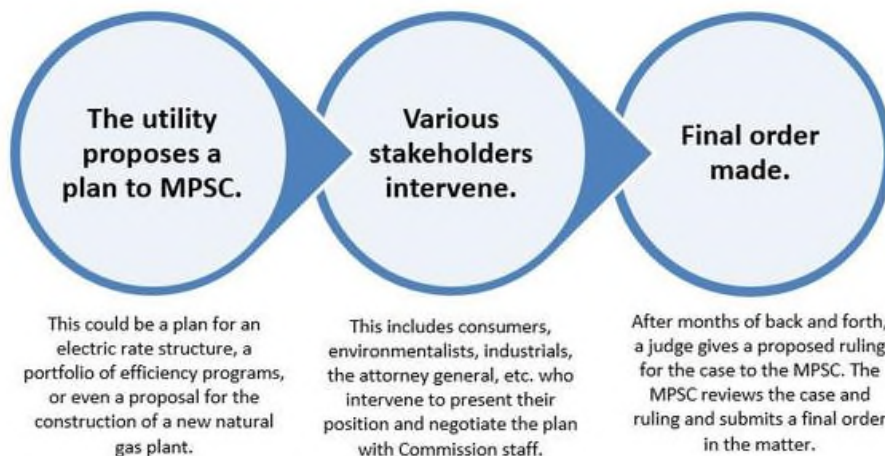 The utility
proposes a
plan to MPSC.
Various
stakeholders
intervene.
Final order
made.
This could be a plan for an
electric rate structure, a
portfolio of efficiency programs,
or even a proposal for the
construction of a new natural
gas plant.
This includes consumers,
environmentalists, industrials,
the attorney general, etc. who
intervene to present their
position and negotiate the plan
with Commission staff.
After months of back and forth,
a judge gives a proposed ruling
for the case to the MPSC. The
MPSC reviews the case and
ruling and submits a final order
in the matter.